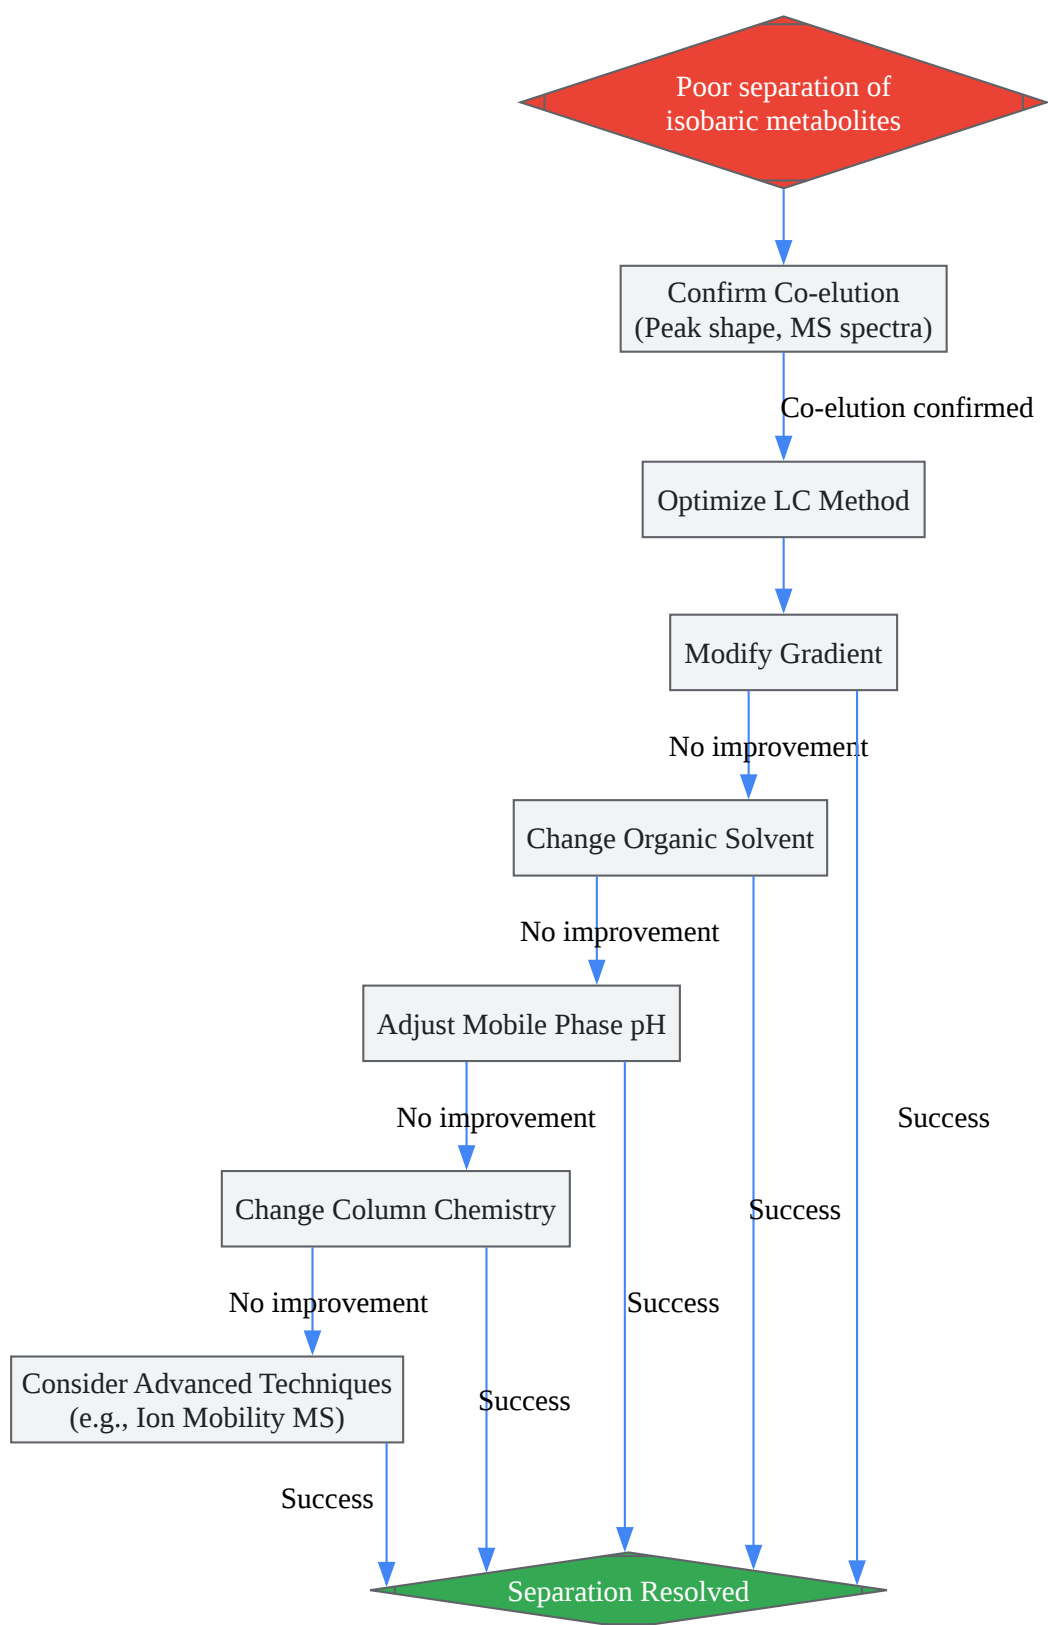 Poor separation of
isobaric metabolites
Confirm Co-elution
(Peak shape, MS spectra)
Co-elution confirmed
Optimize LC Method
Modify Gradient
No improvement
Change Organic Solvent
No improvement
Adjust Mobile Phase pH
No improvement
Success
Change Column Chemistry
Success
No improvement
Success
Consider Advanced Techniques
(e.g., Ion Mobility MS)
Success
Success
Separation Resolved